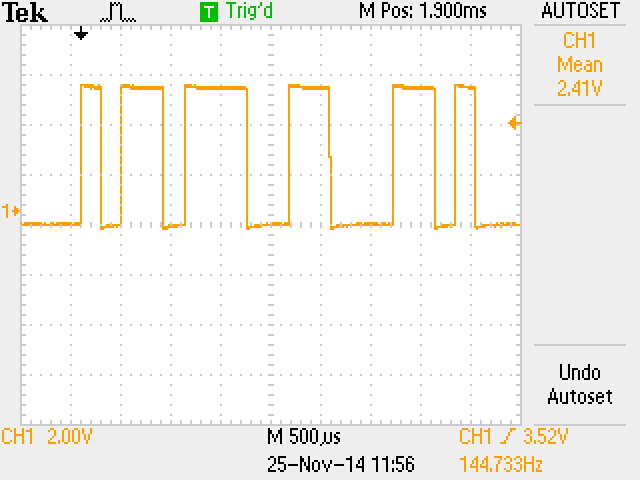 Tek T Trig'd M Pos: 1.900ms AUTOSET
CH1
Mean
2.41V
1
Undo
Autoset
CH1 2.00V M 500µs CH1 3.52V
25-Nov-14 11:56 144.733Hz